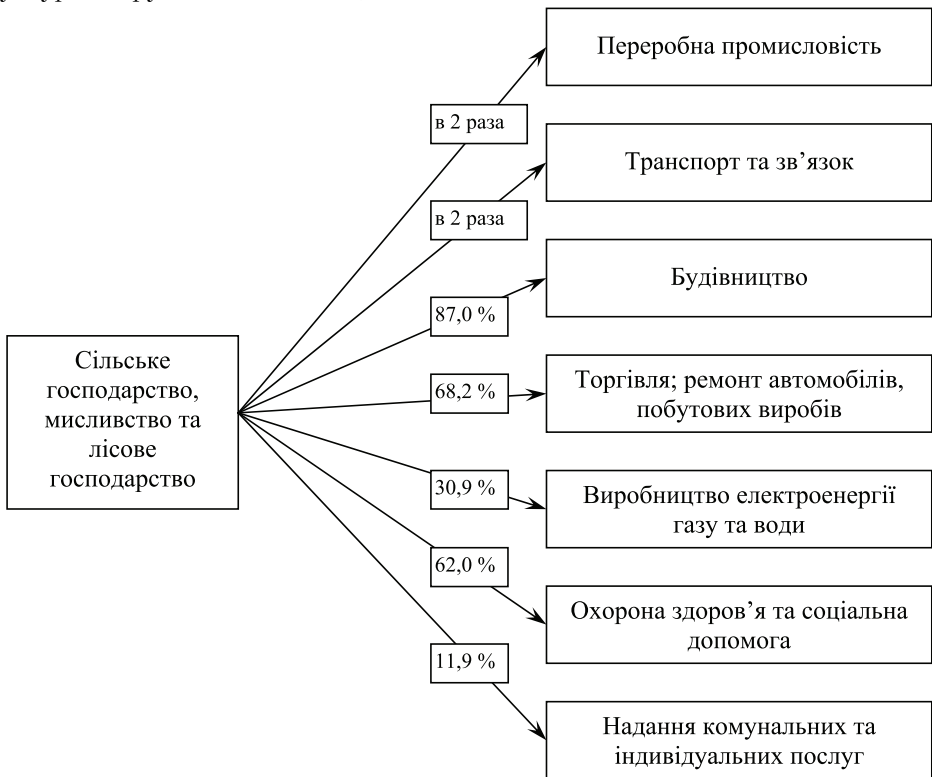 Переробна промисловість
в 2 раза
Транспорт та зв’язок
в 2 раза
Будівництво
87,0 %
Сільське
господарство,
мисливство та
лісове
господарство
Торгівля; ремонт автомобілів,
побутових виробів
68,2 %
30,9 %
Виробництво електроенергії
газу та води
62,0 %
Охорона здоров’я та соціальна
допомога
11,9 %
Надання комунальних та
індивідуальних послуг